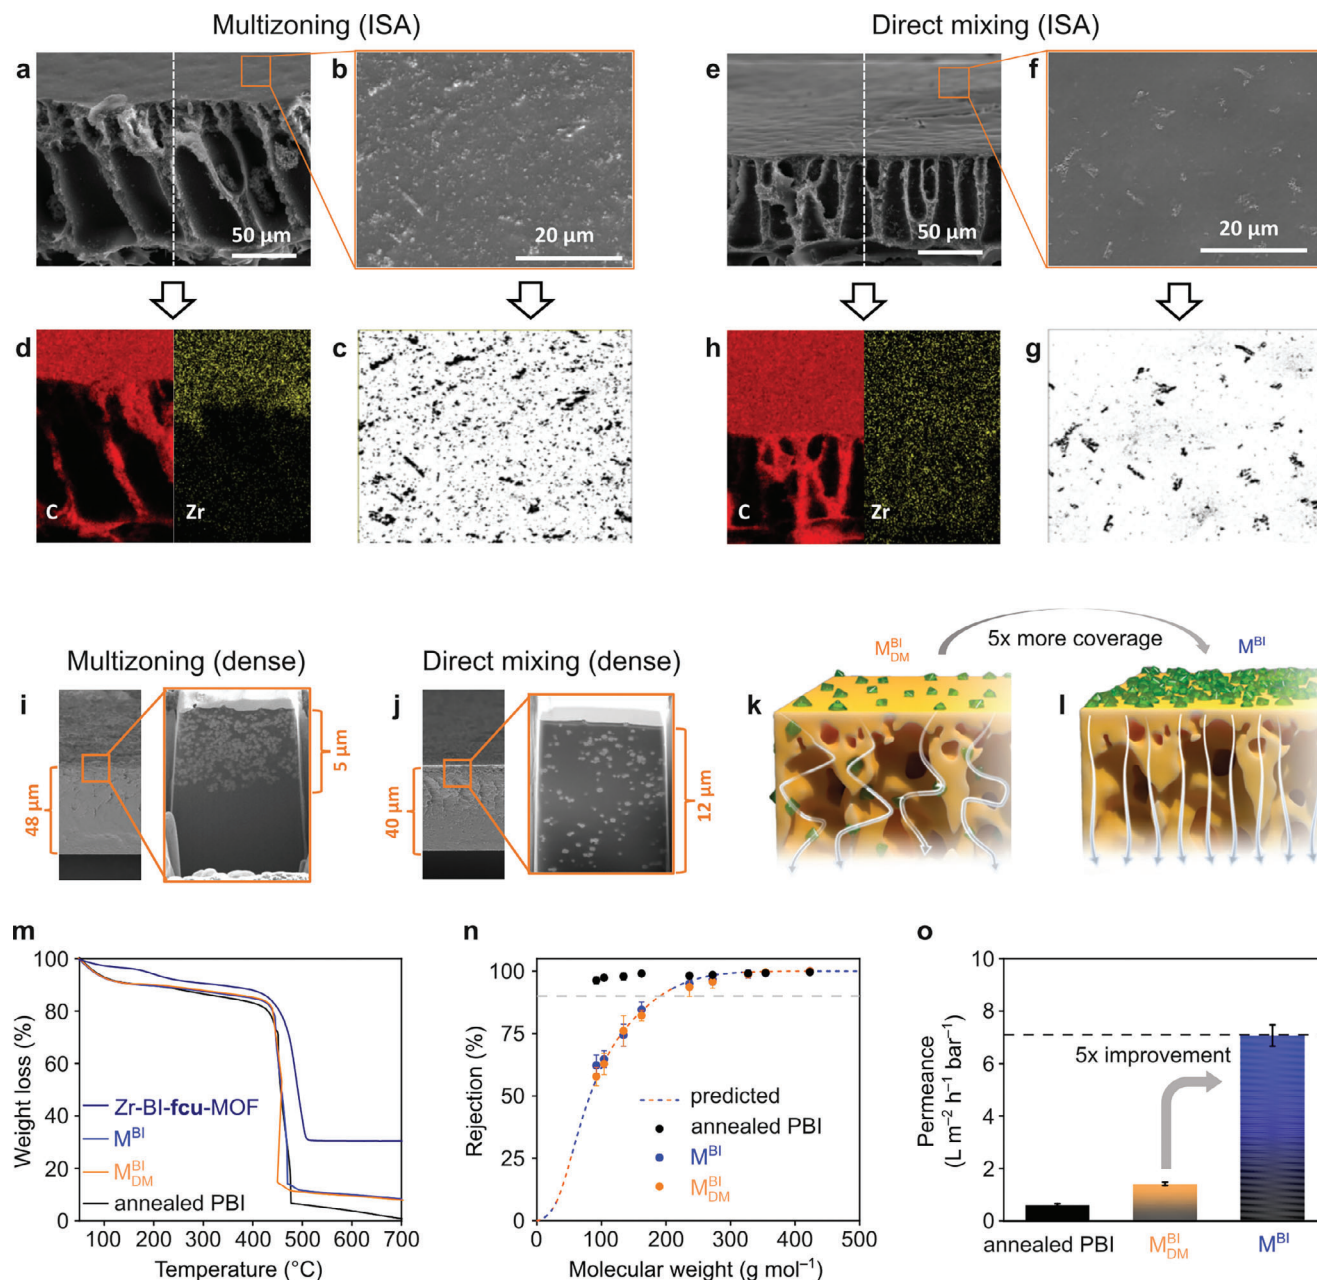 Multizoning (ISA)
Direct mixing (ISA)
a
b
e
f
50 µm
20 µm
50 µm
20 µm
d
c
h
g
C
Zr
C
Zr
Multizoning (dense)
Direct mixing (dense)
i
48 µm
5 µm
j
40 µm
12 µm
M^BI_DM
5x more coverage
M^BI
k
l
m
Weight loss (%)
100
80
60
40
20
0
Zr-BI-fcu-MOF
M^BI
M^BI_DM
annealed PBI
100 200 300 400 500 600 700
Temperature (°C)
n
Rejection (%)
100
75
50
25
0
predicted
annealed PBI
M^BI
M^BI_DM
0 100 200 300 400 500
Molecular weight (g mol⁻¹)
o
Permeance
(L m⁻² h⁻¹ bar⁻¹)
10
8
6
4
2
0
5x improvement
annealed PBI
M^BI_DM
M^BI